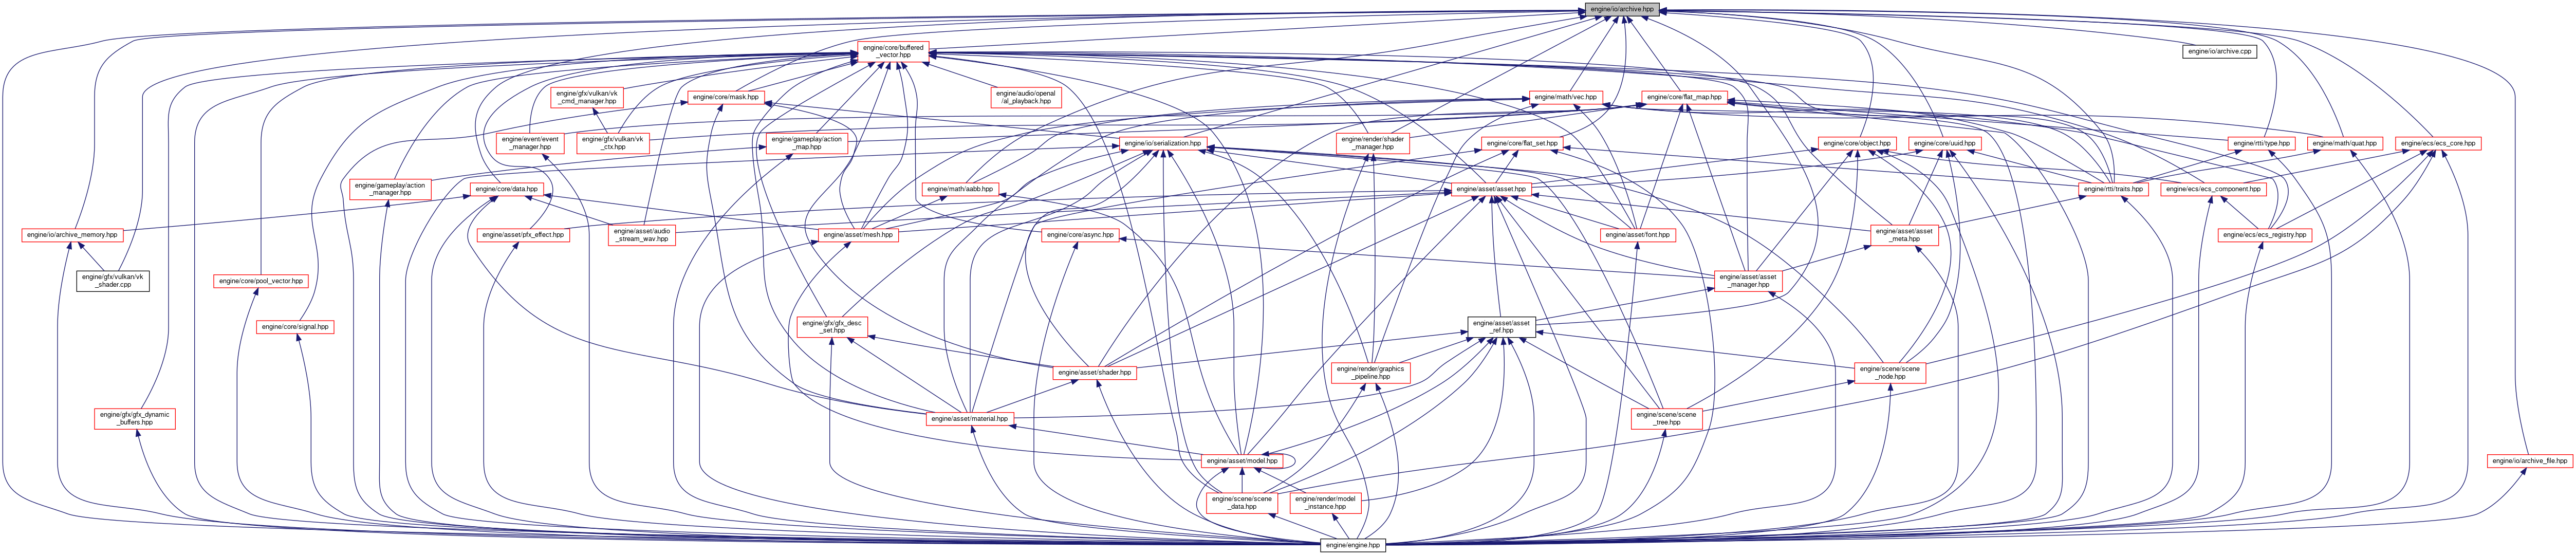 engine/io/archive.hpp
engine/core/buffered
_vector.hpp
engine/io/archive.cpp
engine/gfx/vulkan/vk
_cmd_manager.hpp
engine/core/mask.hpp
engine/audio/openal
/al_playback.hpp
engine/math/vec.hpp
engine/core/flat_map.hpp
engine/event/event
_manager.hpp
engine/gfx/vulkan/vk
_ctx.hpp
engine/gameplay/action
_map.hpp
engine/io/serialization.hpp
engine/render/shader
_manager.hpp
engine/core/flat_set.hpp
engine/core/object.hpp
engine/core/uuid.hpp
engine/rtti/type.hpp
engine/math/quat.hpp
engine/ecs/ecs_core.hpp
engine/gameplay/action
_manager.hpp
engine/core/data.hpp
engine/math/aabb.hpp
engine/asset/asset.hpp
engine/rtti/traits.hpp
engine/ecs/ecs_component.hpp
engine/io/archive_memory.hpp
engine/asset/pfx_effect.hpp
engine/asset/audio
_stream_wav.hpp
engine/asset/mesh.hpp
engine/core/async.hpp
engine/asset/font.hpp
engine/asset/asset
_meta.hpp
engine/ecs/ecs_registry.hpp
engine/gfx/vulkan/vk
_shader.cpp
engine/core/pool_vector.hpp
engine/asset/asset
_manager.hpp
engine/core/signal.hpp
engine/gfx/gfx_desc
_set.hpp
engine/asset/asset
_ref.hpp
engine/asset/shader.hpp
engine/render/graphics
_pipeline.hpp
engine/scene/scene
_node.hpp
engine/gfx/gfx_dynamic
_buffers.hpp
engine/asset/material.hpp
engine/scene/scene
_tree.hpp
engine/asset/model.hpp
engine/io/archive_file.hpp
engine/scene/scene
_data.hpp
engine/render/model
_instance.hpp
engine/engine.hpp